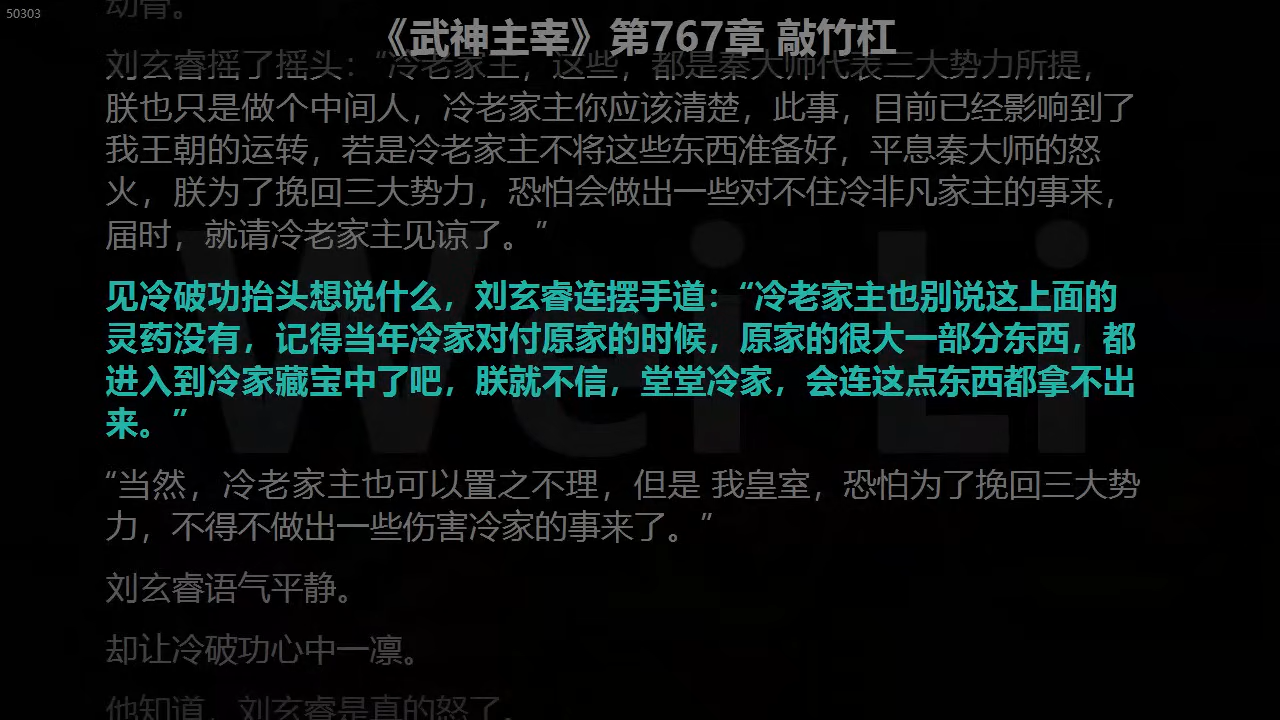 50303
动骨。
《武神主宰》第767章 敲竹杠
刘玄睿摇了摇头：“冷老家主，这些，都是秦大师代表三大势力所提，
朕也只是做个中间人，冷老家主你应该清楚，此事，目前已经影响到了
我王朝的运转，若是冷老家主不将这些东西准备好，平息秦大师的怒
火，朕为了挽回三大势力，恐怕会做出一些对不住冷非凡家主的事来，
届时，就请冷老家主见谅了。”
见冷破功抬头想说什么，刘玄睿连摆手道：“冷老家主也别说这上面的
灵药没有，记得当年冷家对付原家的时候，原家的很大一部分东西，都
进入到冷家藏宝中了吧，朕就不信，堂堂冷家，会连这点东西都拿不出
来。”
“当然，冷老家主也可以置之不理，但是 我皇室，恐怕为了挽回三大势
力，不得不做出一些伤害冷家的事来了。”
刘玄睿语气平静。
却让冷破功心中一凛。
他知道，刘玄睿是真的怒了。
Wei Li